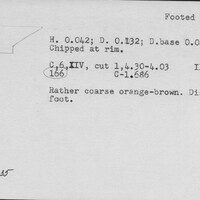 Footed
H. 0.042; D. 0.132; D.base 0.0
Chipped at rim.
C,6,XIV, cut 1,4.30-4.03 I
166 C-1.686
Rather coarse orange-brown. Di
foot.
35